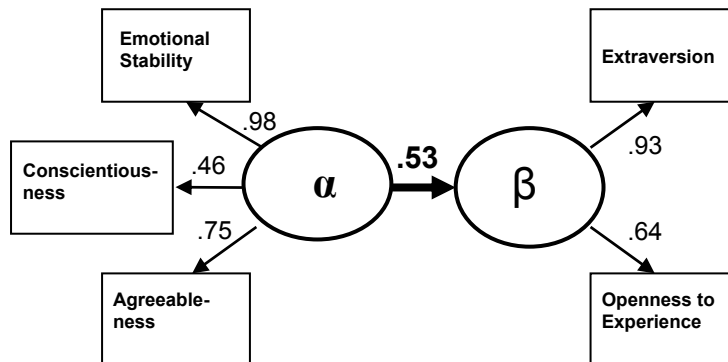 Emotional
Stability
Extraversion
.98
.53
.93
Conscientious-
ness
.46
α
β
.75
.64
Agreeable-
ness
Openness to
Experience